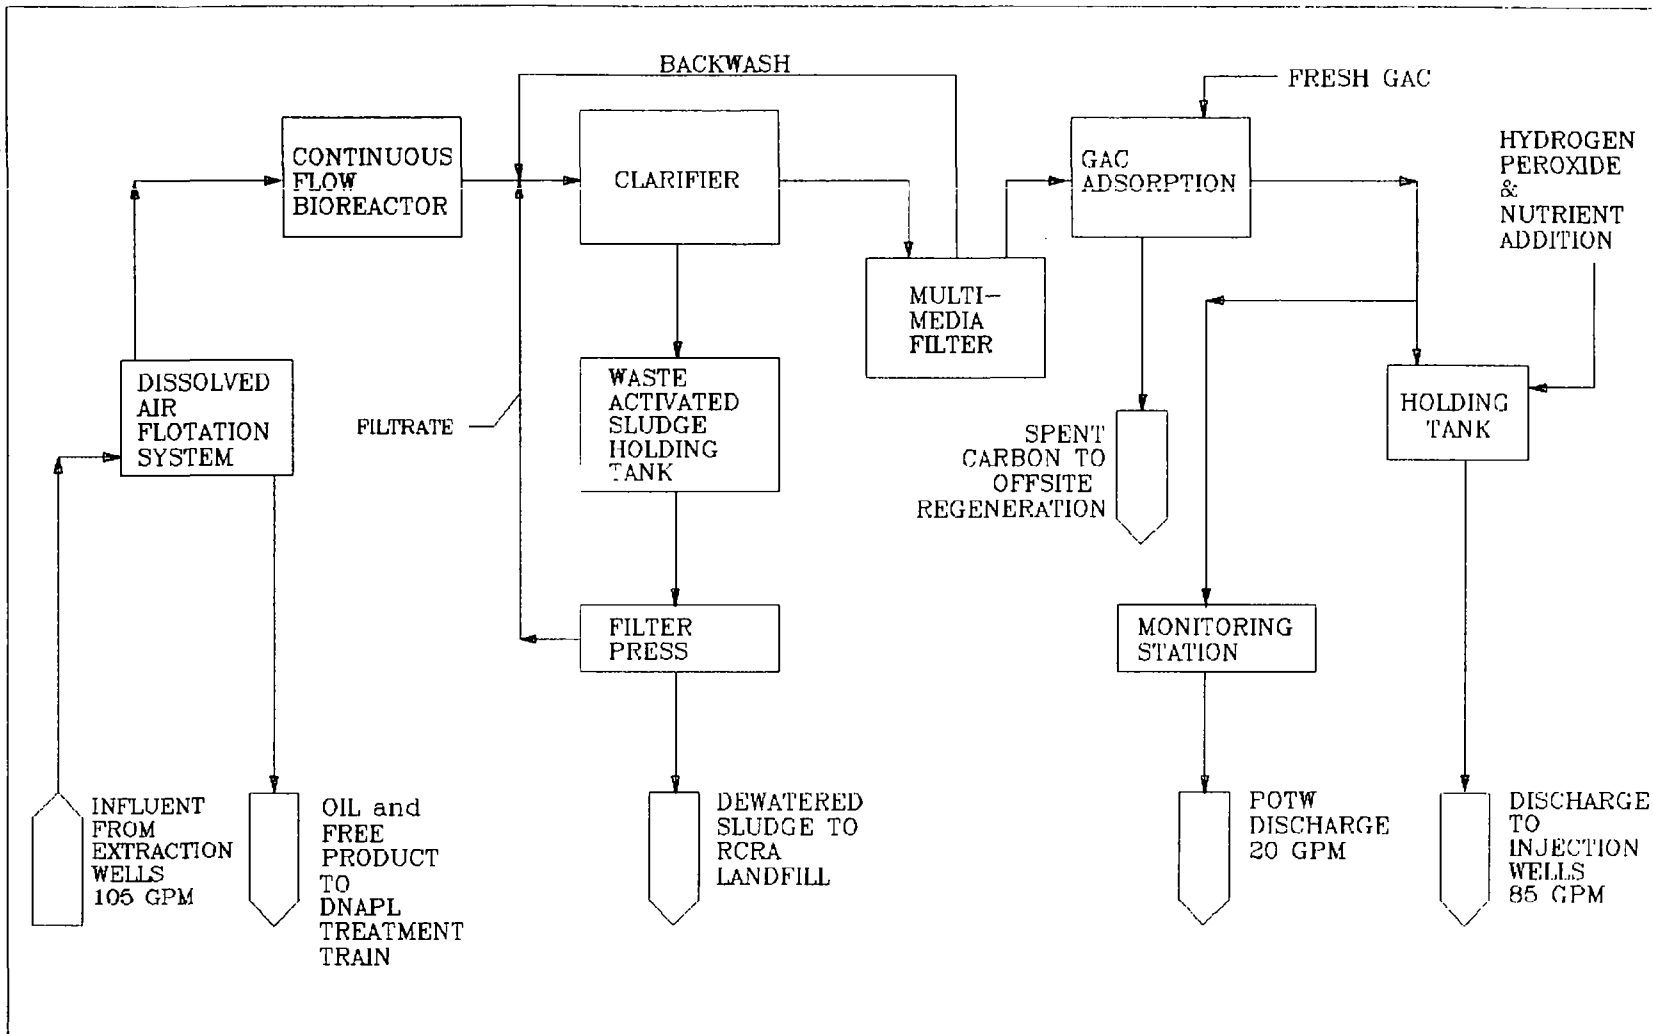 BACKWASH
FRESH GAC
HYDROGEN
PEROXIDE
&
NUTRIENT
ADDITION
CONTINUOUS
FLOW
BIOREACTOR
CLARIFIER
GAC
ADSORPTION
MULTI-
MEDIA
FILTER
DISSOLVED
AIR
FLOTATION
SYSTEM
FILTRATE
WASTE
ACTIVATED
SLUDGE
HOLDING
TANK
SPENT
CARBON TO
OFFSITE
REGENERATION
HOLDING
TANK
FILTER
PRESS
MONITORING
STATION
INFLUENT
FROM
EXTRACTION
WELLS
105 GPM
OIL and
FREE
PRODUCT
TO
DNAPL
TREATMENT
TRAIN
DEWATERED
SLUDGE TO
RCRA
LANDFILL
POTW
DISCHARGE
20 GPM
DISCHARGE
TO
INJECTION
WELLS
85 GPM